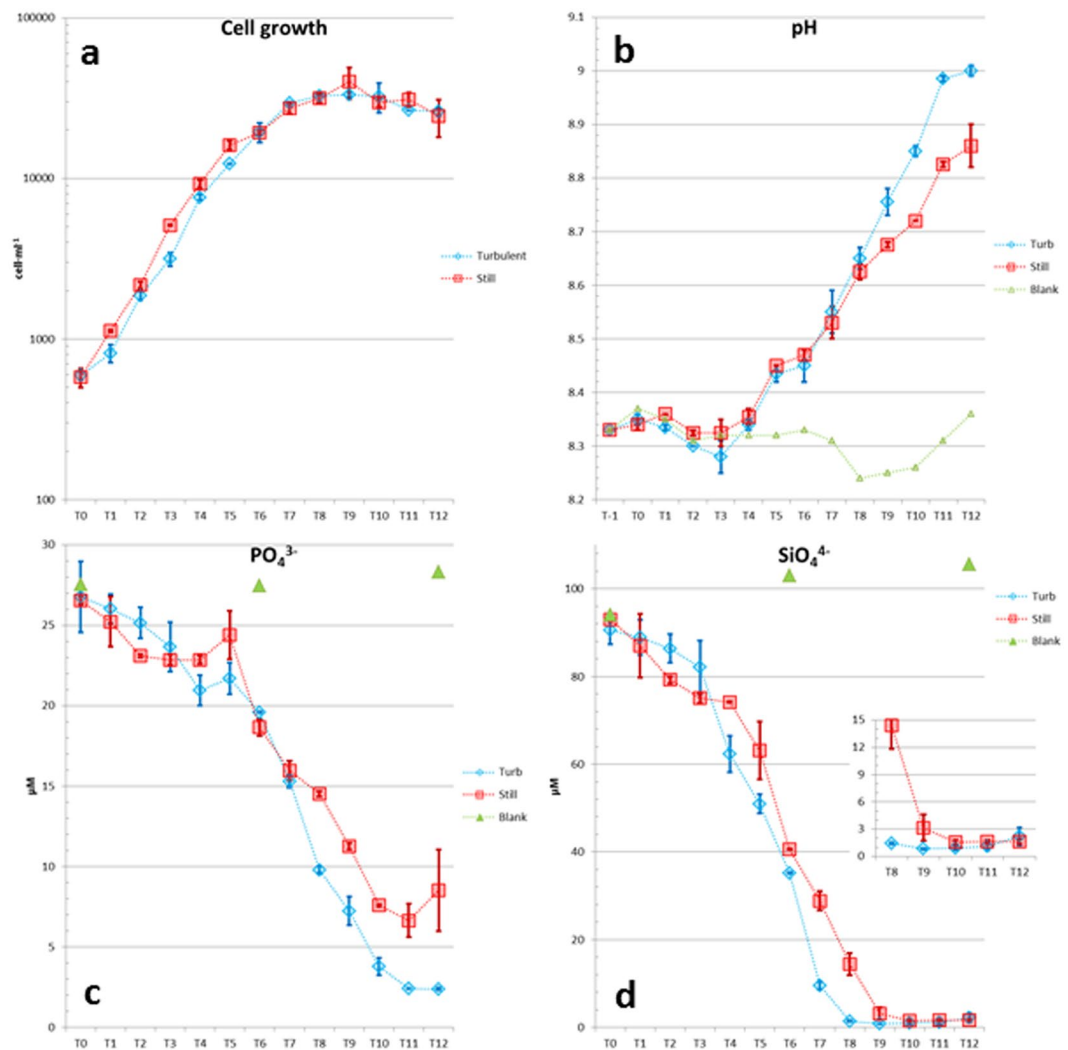 a
Cell growth
100000
10000
1000
100
cell·ml⁻¹
Turbulent
Still
T0 T1 T2 T3 T4 T5 T6 T7 T8 T9 T10 T11 T12
b
pH
9.1
9
8.9
8.8
8.7
8.6
8.5
8.4
8.3
8.2
Turb
Still
Blank
T-1 T0 T1 T2 T3 T4 T5 T6 T7 T8 T9 T10 T11 T12
PO₄³⁻
30
25
20
15
10
5
0
µM
Turb
Still
Blank
c
T0 T1 T2 T3 T4 T5 T6 T7 T8 T9 T10 T11 T12
SiO₄⁴⁻
100
80
60
40
20
0
µM
Turb
Still
Blank
15
12
9
6
3
0
T8 T9 T10 T11 T12
d
T0 T1 T2 T3 T4 T5 T6 T7 T8 T9 T10 T11 T12